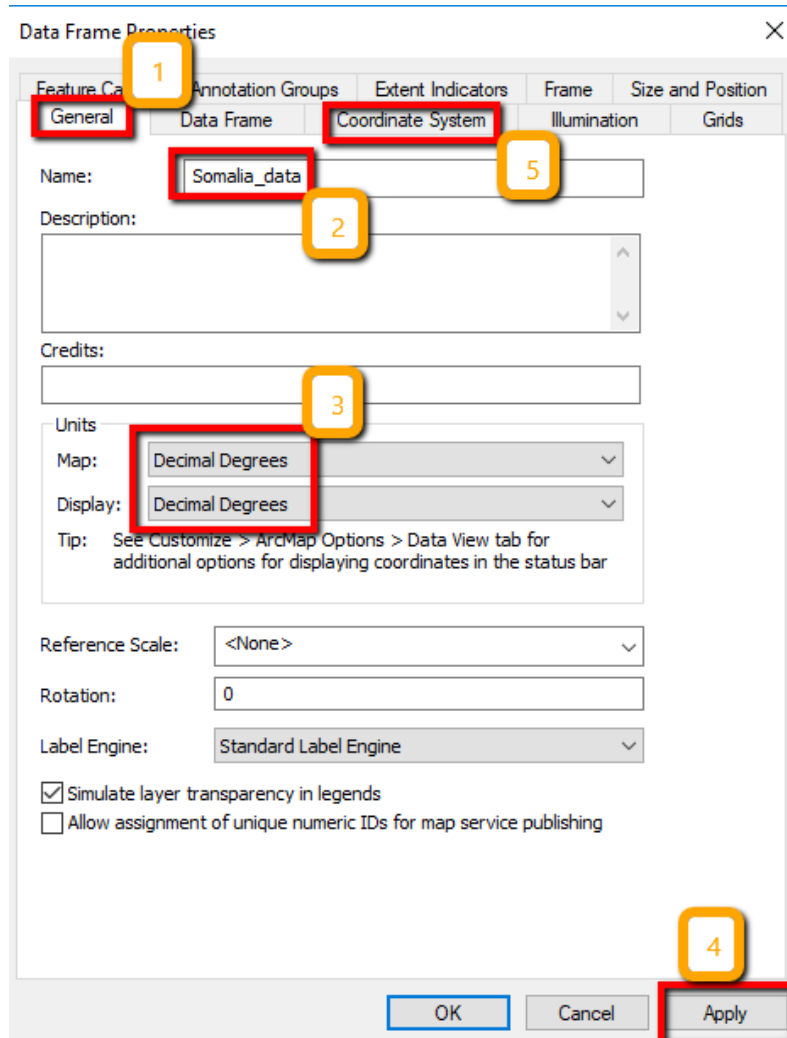 Data Frame Properties
1
Feature Ca Annotation Groups Extent Indicators Frame Size and Position
General Data Frame Coordinate System Illumination Grids
5
Name: Somalia_data
2
Description:
Credits:
3
Units
Map: Decimal Degrees
Display: Decimal Degrees
Tip: See Customize > ArcMap Options > Data View tab for
additional options for displaying coordinates in the status bar
Reference Scale: <None>
Rotation: 0
Label Engine: Standard Label Engine
Simulate layer transparency in legends
Allow assignment of unique numeric IDs for map service publishing
4
OK Cancel Apply